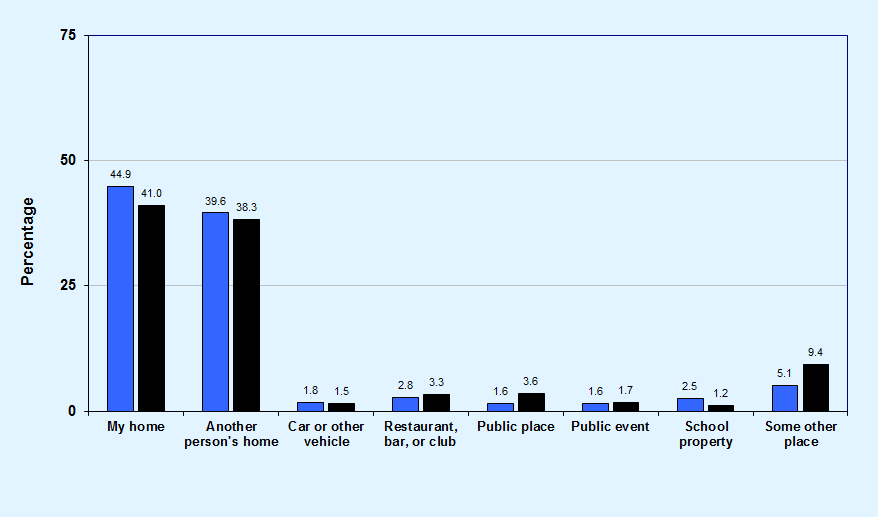 75
50
25
0
Percentage
44.9
41.0
39.6
38.3
1.8
1.5
2.8
3.3
1.6
3.6
1.6
1.7
2.5
1.2
5.1
9.4
My home
Another
person's home
Car or other
vehicle
Restaurant,
bar, or club
Public place
Public event
School
property
Some other
place